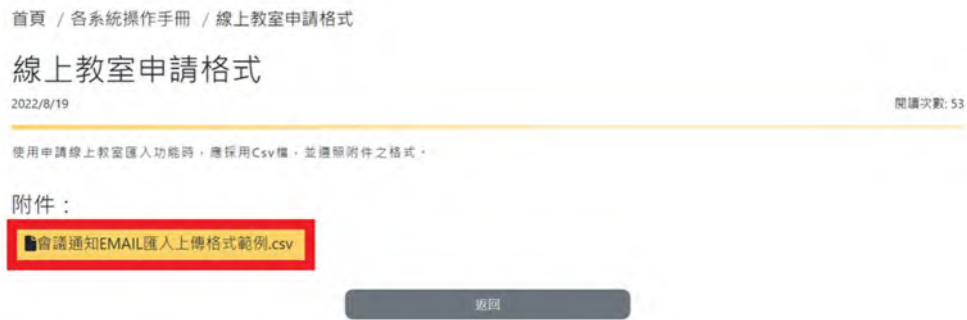 首頁 / 各系統操作手冊 / 線上教室申請格式
線上教室申請格式
2022/8/19
閱讀次數: 53
使用申請線上教室匯入功能時，應採用Csv檔，並遵照附件之格式。
附件：
會議通知EMAIL匯入上傳格式範例.csv
返回